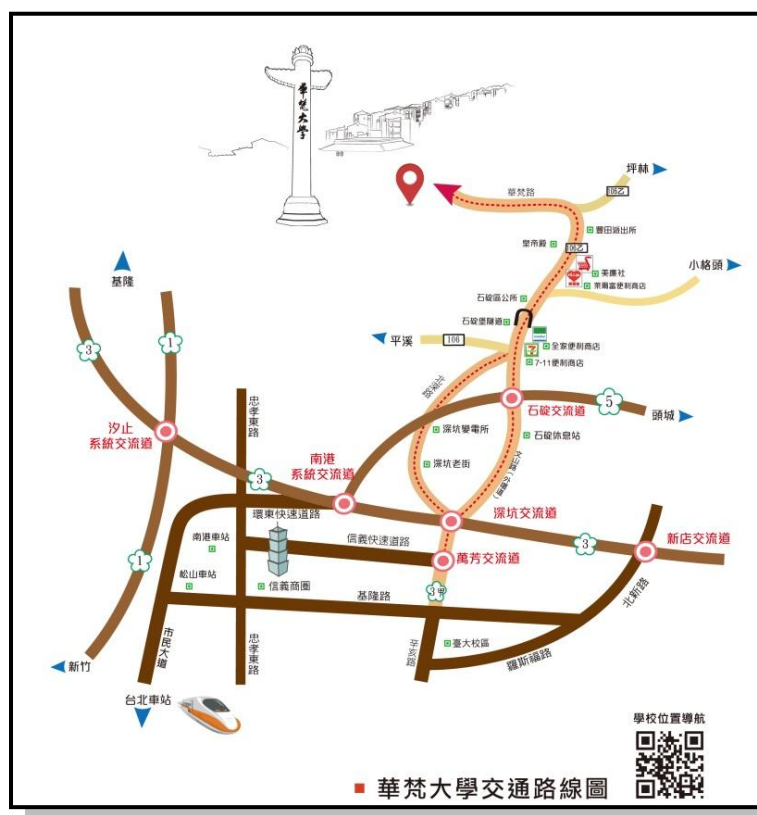 華梵大學
坪林
106乙
華梵路
豐田派出所
皇帝殿
106乙
美廉社
萊爾富便利商店
小格頭
石碇區公所
石碇堡隧道
基隆
平溪
106
全家便利商店
7-11便利商店
3
1
北深路
5
忠孝東路
石碇交流道
頭城
汐止
系統交流道
深坑變電所
石碇休息站
南港
系統交流道
深坑老街
文山路(外環道)
3
環東快速道路
深坑交流道
南港車站
信義快速道路
新店交流道
3
1
萬芳交流道
松山車站
信義商圈
3甲
基隆路
北新路
市民大道
忠孝東路
辛亥路
臺大校區
羅斯福路
新竹
台北車站
學校位置導航
華梵大學交通路線圖